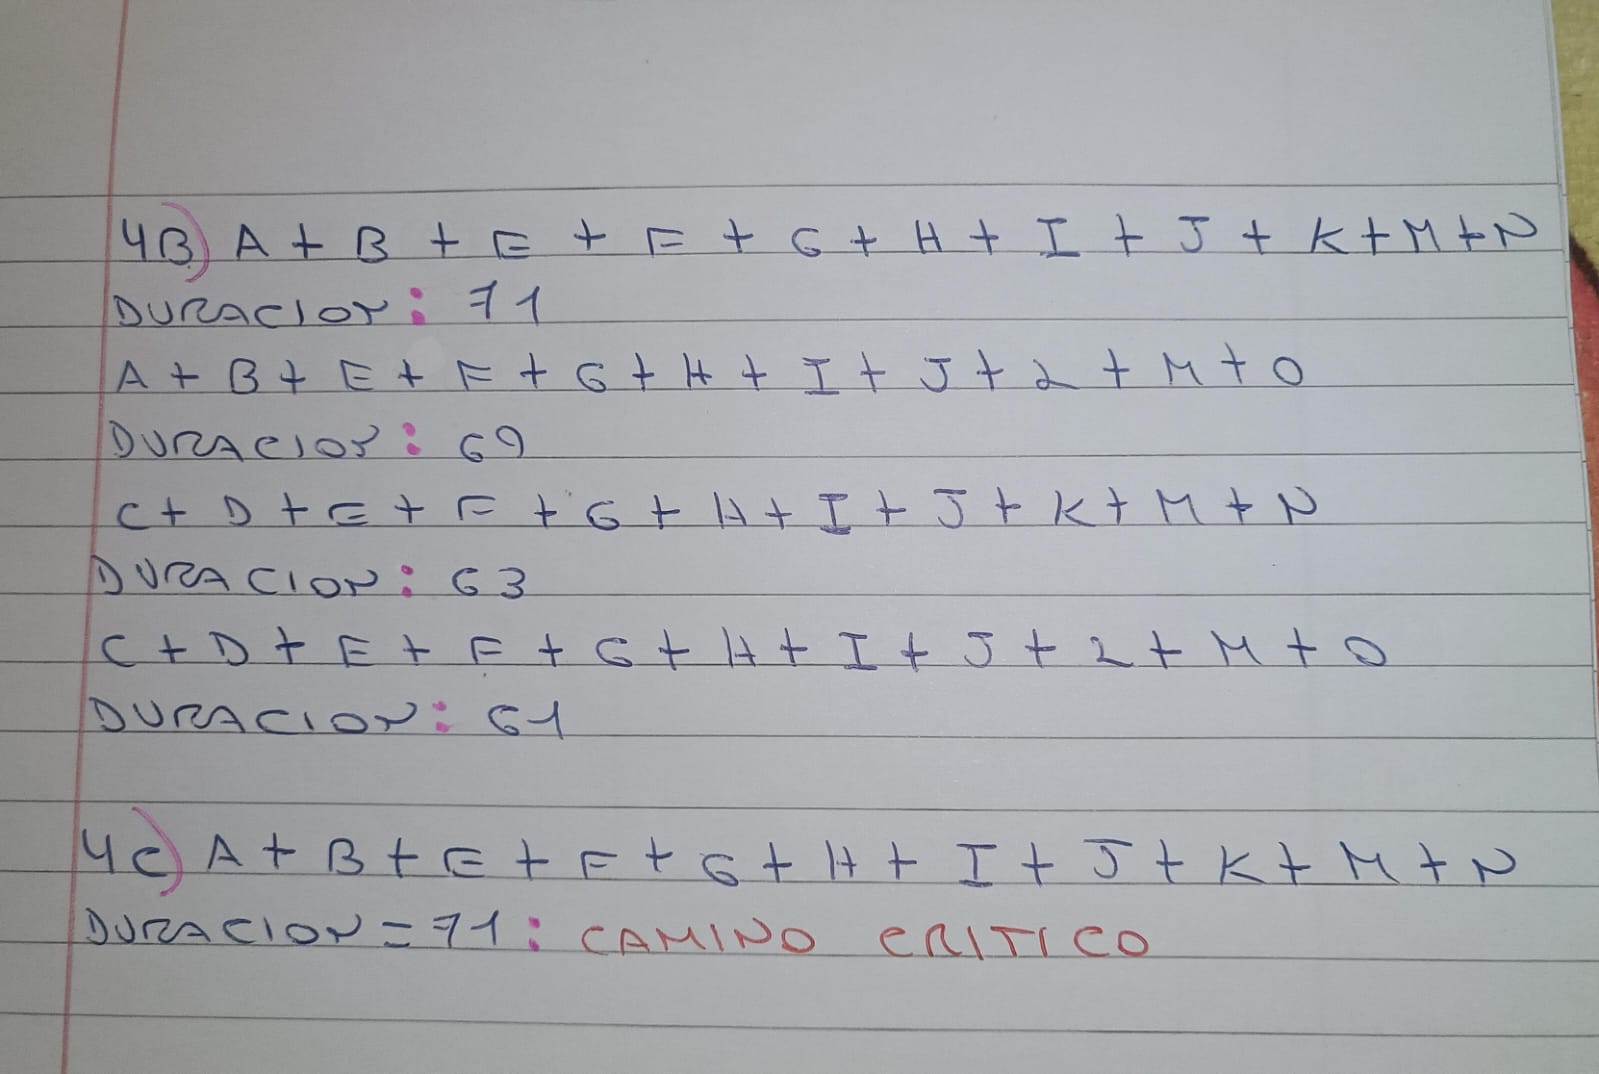 4B) A + B + E + F + G + H + I + J + K + M + N
DURACION: 71
A + B + E + F + G + H + I + J + L + M + O
DURACION: 69
C + D + E + F + G + H + I + J + K + M + N
DURACION: 63
C + D + E + F + G + H + I + J + L + M + O
DURACION: 61
4C) A + B + E + F + G + H + I + J + K + M + N
DURACION = 71: CAMINO CRITICO